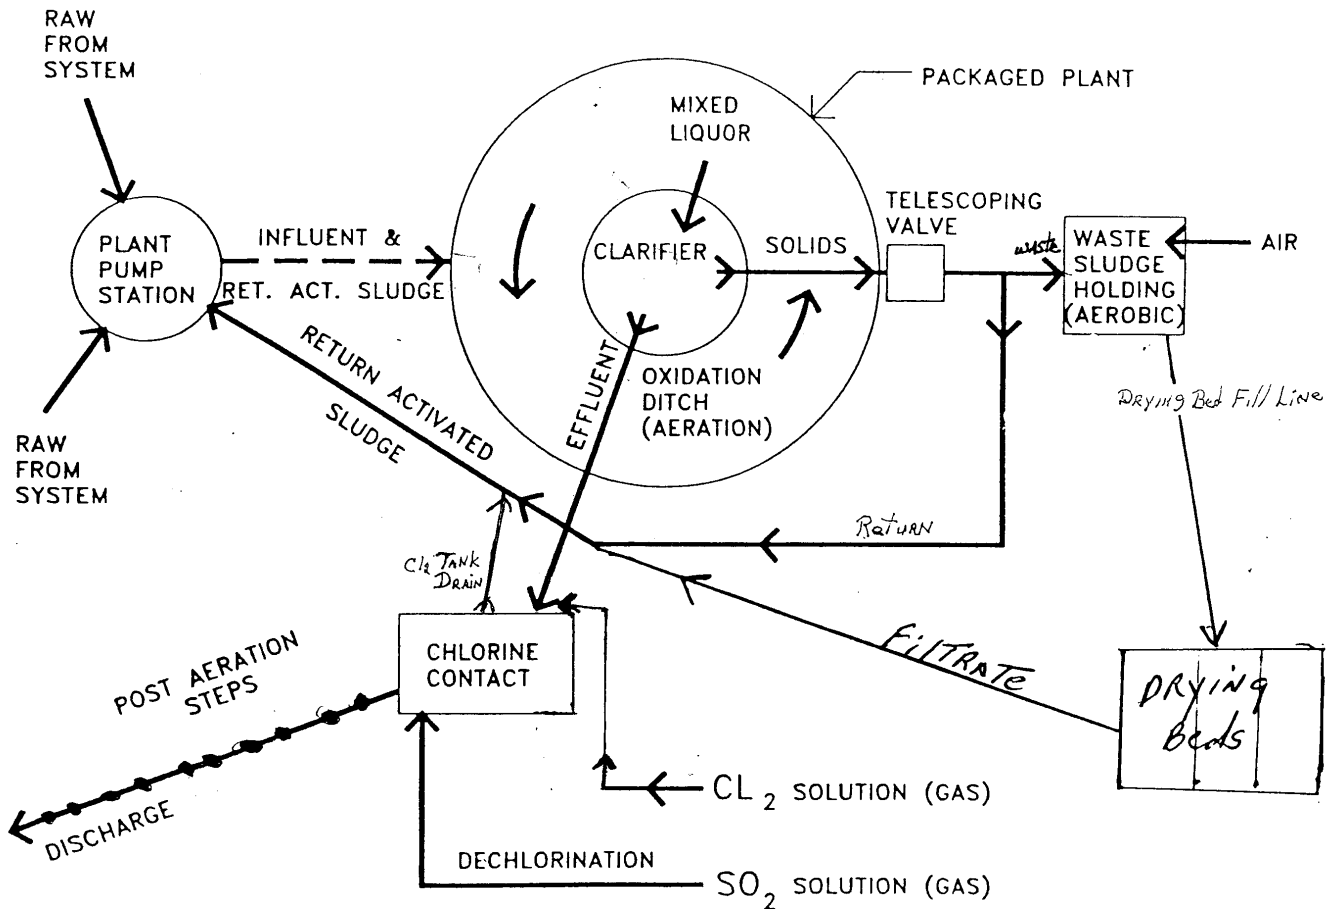 RAW
FROM
SYSTEM
PACKAGED PLANT
MIXED
LIQUOR
TELESCOPING
VALVE
PLANT
PUMP
STATION
INFLUENT &
RET. ACT. SLUDGE
CLARIFIER
SOLIDS
waste
WASTE
SLUDGE
HOLDING
(AEROBIC)
AIR
RETURN ACTIVATED
SLUDGE
EFFLUENT
OXIDATION
DITCH
(AERATION)
Drying Bed Fill Line
RAW
FROM
SYSTEM
Return
Cl2 TANK
DRAIN
FilTRATe
CHLORINE
CONTACT
POST AERATION
STEPS
DRYING
Beds
DISCHARGE
CL2 SOLUTION (GAS)
DECHLORINATION
SO2 SOLUTION (GAS)